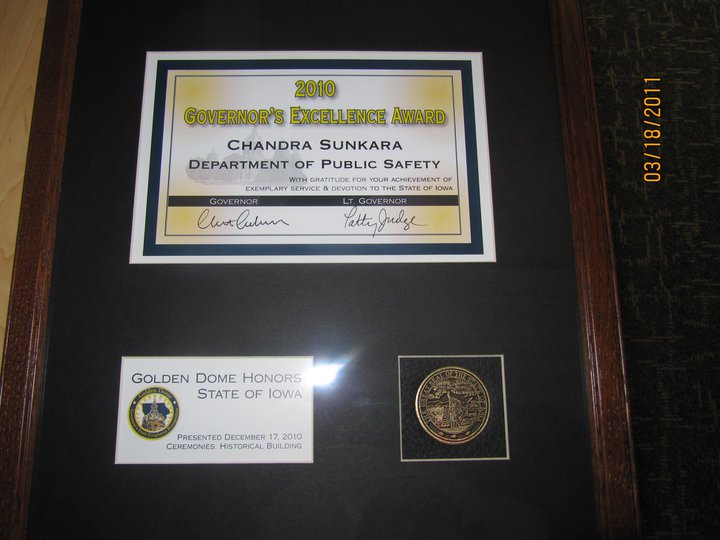 2010
GOVERNOR'S EXCELLENCE AWARD
CHANDRA SUNKARA
DEPARTMENT OF PUBLIC SAFETY
WITH GRATITUDE FOR YOUR ACHIEVEMENT OF
EXEMPLARY SERVICE & DEVOTION TO THE STATE OF IOWA
GOVERNOR LT. GOVERNOR
Patty Judge
GOLDEN DOME HONORS
STATE OF IOWA
PRESENTED DECEMBER 17, 2010
CEREMONIES: HISTORICAL BUILDING
03/18/2011